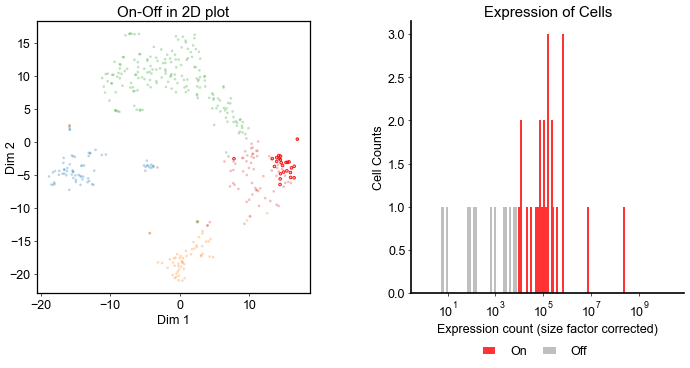 On-Off in 2D plot
15
10
5
0
−5
−10
−15
−20
Dim 2
−20 −10 0 10
Dim 1
Expression of Cells
3.0
2.5
2.0
1.5
1.0
0.5
0.0
Cell Counts
10^1 10^3 10^5 10^7 10^9
Expression count (size factor corrected)
On Off